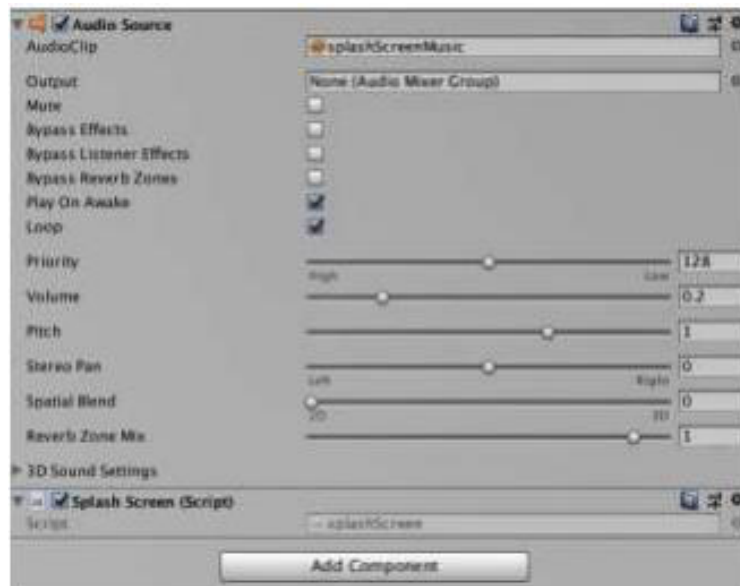 Audio Source
AudioClip splashScreenMusic
Output None (Audio Mixer Group)
Mute
Bypass Effects
Bypass Listener Effects
Bypass Reverb Zones
Play On Awake
Loop
Priority 128
High Low
Volume 0.2
Pitch 1
Stereo Pan 0
Left Right
Spatial Blend 0
2D 3D
Reverb Zone Mix 1
3D Sound Settings
Splash Screen (Script)
Script splashScreen
Add Component